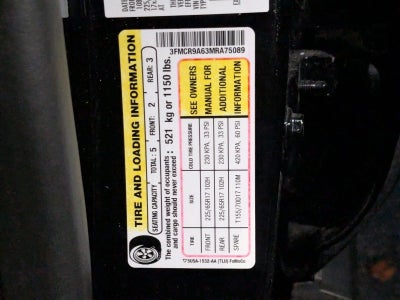 3FMCR9A63MRA75089
TIRE AND LOADING INFORMATION
SEATING CAPACITY TOTAL: 5 FRONT: 2 REAR: 3
The combined weight of occupants
and cargo should never exceed : 521 kg or 1150 lbs.
TIRE SIZE COLD TIRE PRESSURE
FRONT 225/65R17 102H 230 KPA, 33 PSI
REAR 225/65R17 102H 230 KPA, 33 PSI
SPARE T155/70D17 110M 420 KPA, 60 PSI
SEE OWNERS
MANUAL FOR
ADDITIONAL
INFORMATION